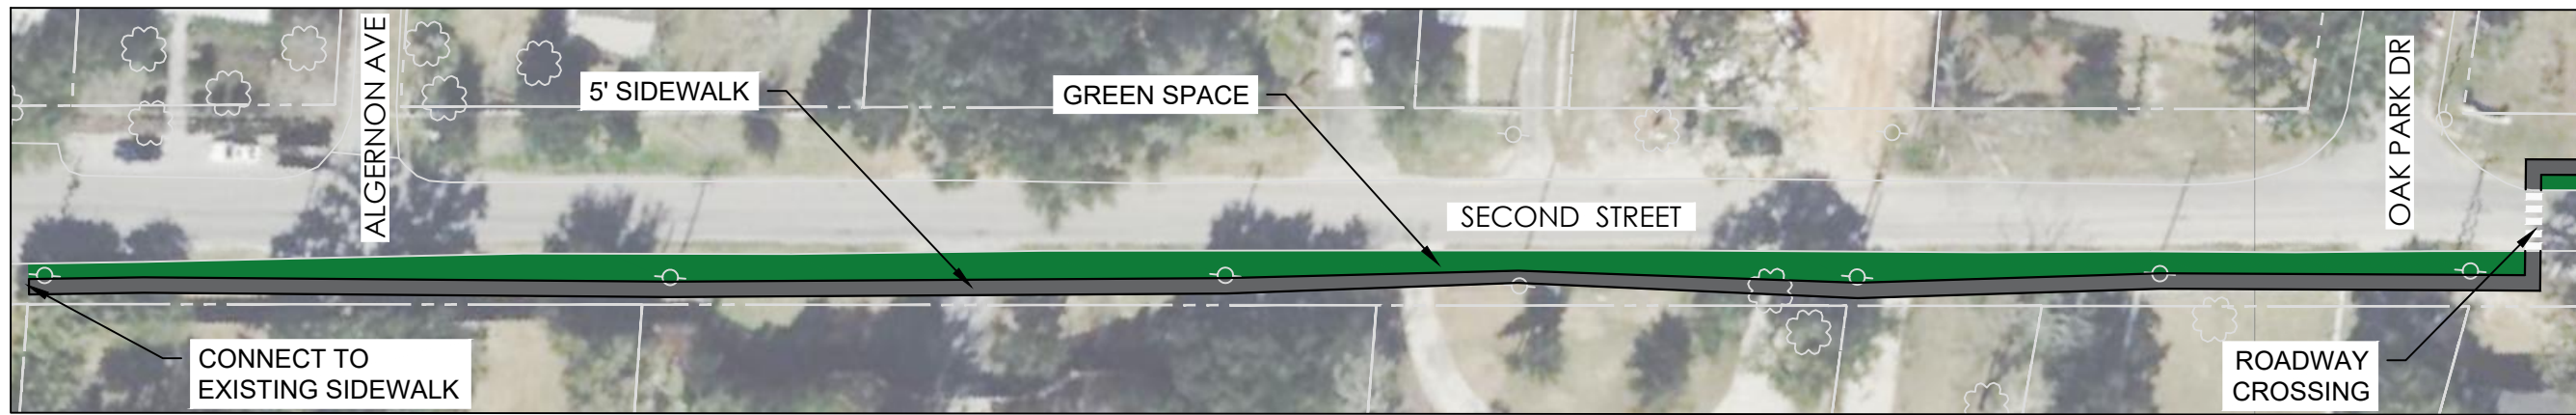 ALGERNON AVE
5' SIDEWALK
GREEN SPACE
OAK PARK DR
SECOND STREET
CONNECT TO
EXISTING SIDEWALK
ROADWAY
CROSSING